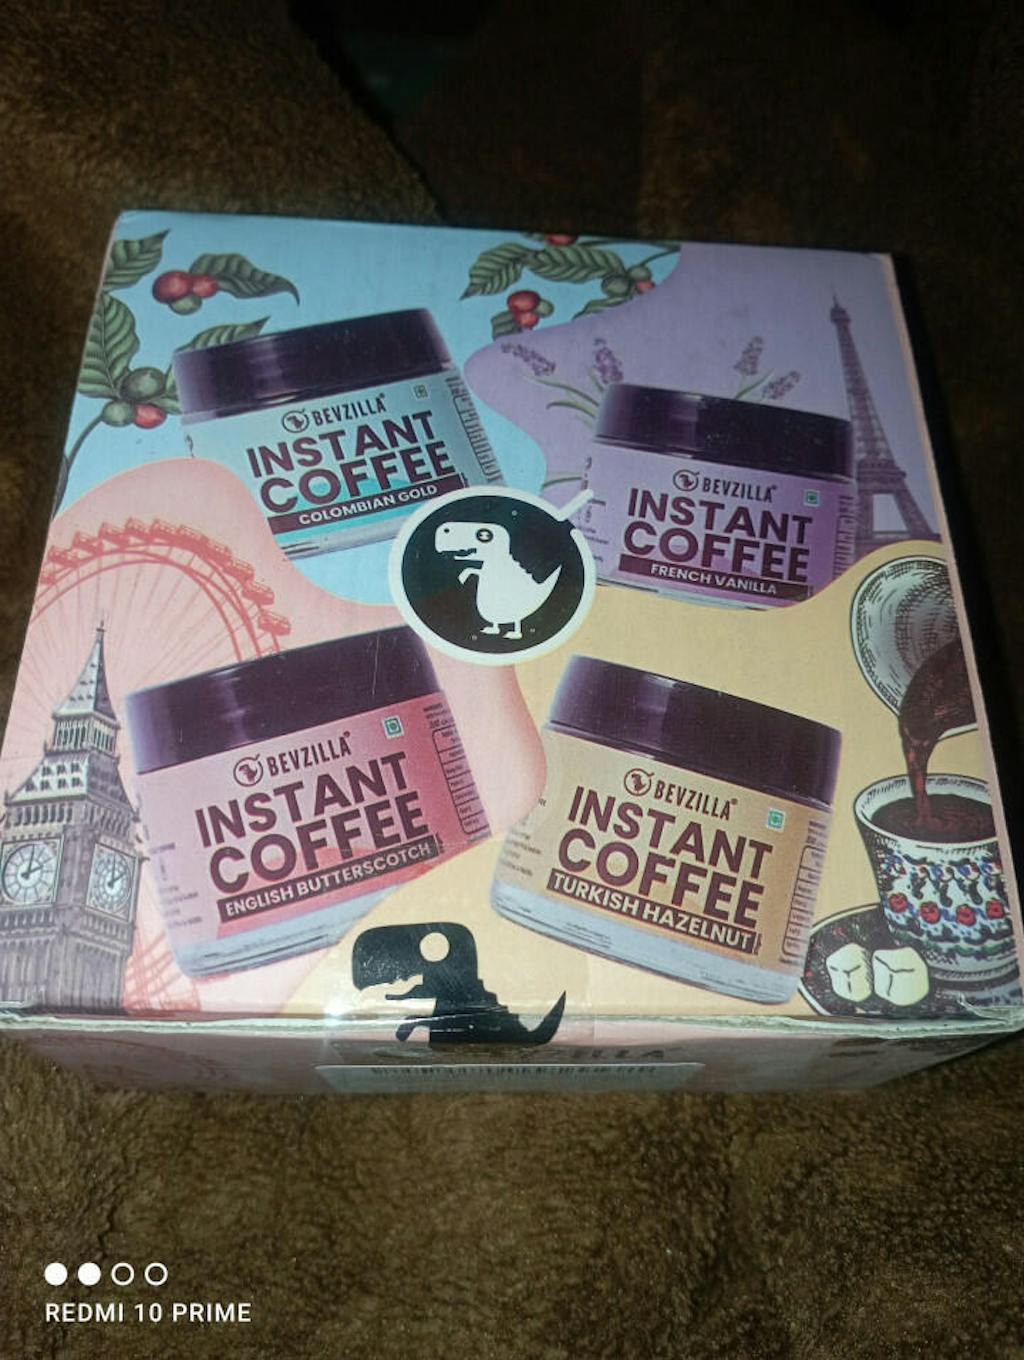 BEVZILLA
INSTANT
COFFEE
COLOMBIAN GOLD
BEVZILLA
INSTANT
COFFEE
FRENCH VANILLA
BEVZILLA
INSTANT
COFFEE
ENGLISH BUTTERSCOTCH
BEVZILLA
INSTANT
COFFEE
TURKISH HAZELNUT
REDMI 10 PRIME